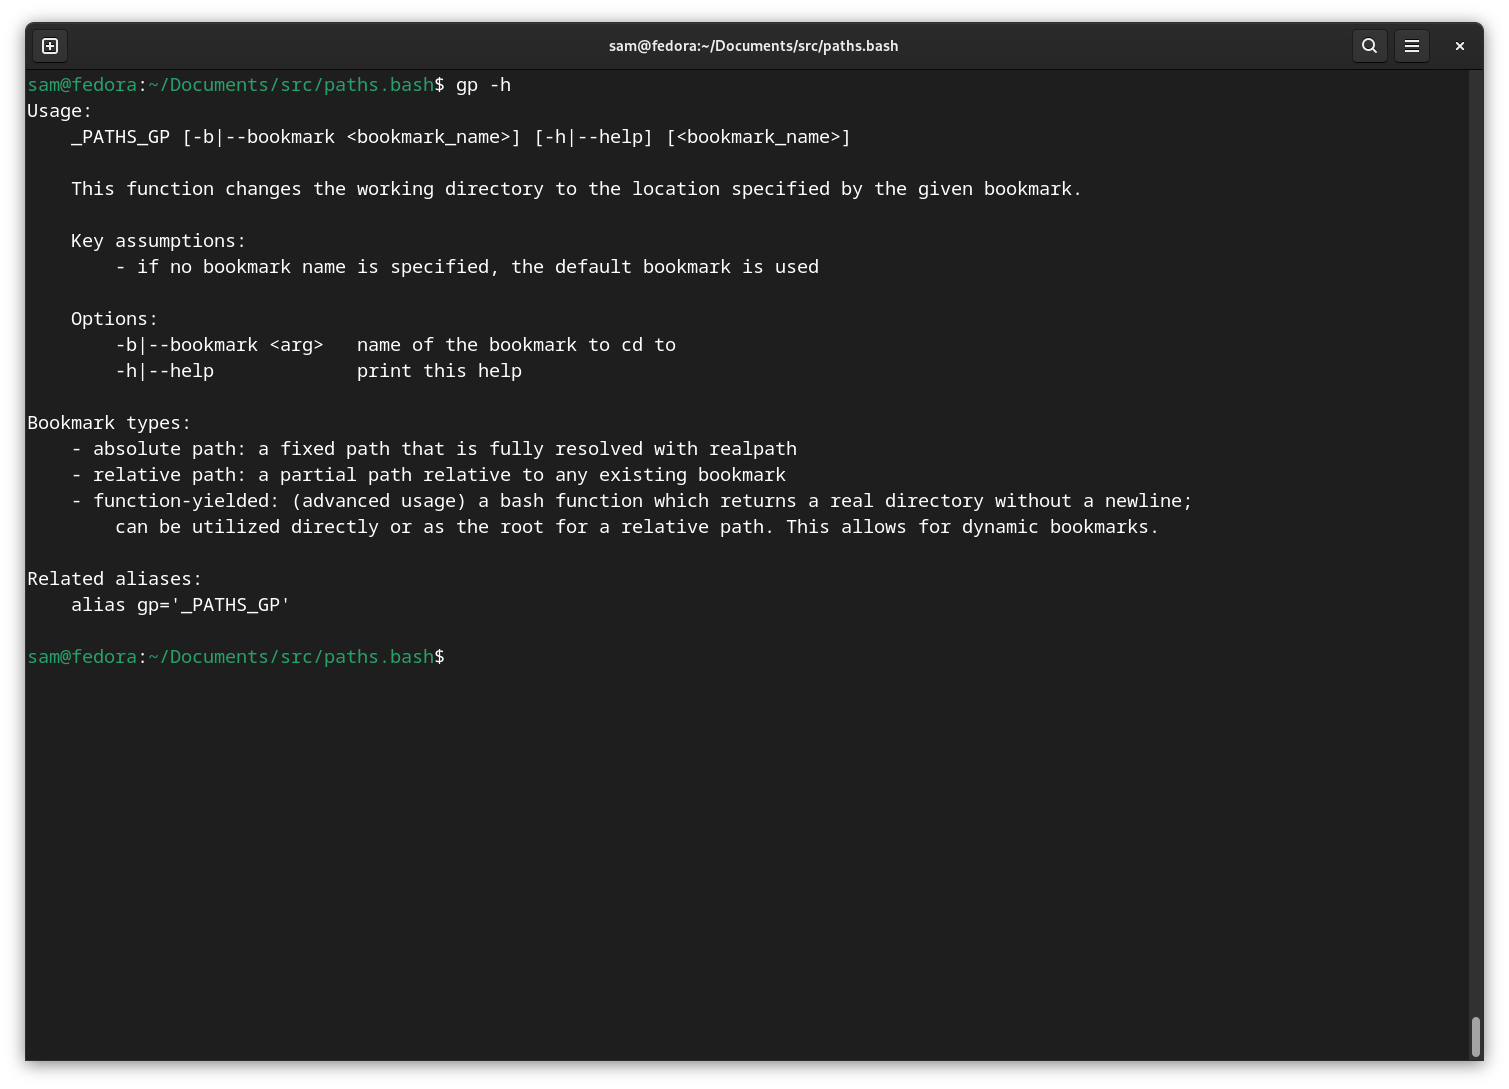 sam@fedora:~/Documents/src/paths.bash
sam@fedora:~/Documents/src/paths.bash$ gp -h
Usage:
    _PATHS_GP [-b|--bookmark <bookmark_name>] [-h|--help] [<bookmark_name>]

    This function changes the working directory to the location specified by the given bookmark.

    Key assumptions:
        - if no bookmark name is specified, the default bookmark is used

    Options:
        -b|--bookmark <arg>   name of the bookmark to cd to
        -h|--help             print this help

Bookmark types:
    - absolute path: a fixed path that is fully resolved with realpath
    - relative path: a partial path relative to any existing bookmark
    - function-yielded: (advanced usage) a bash function which returns a real directory without a newline;
        can be utilized directly or as the root for a relative path. This allows for dynamic bookmarks.

Related aliases:
    alias gp='_PATHS_GP'

sam@fedora:~/Documents/src/paths.bash$